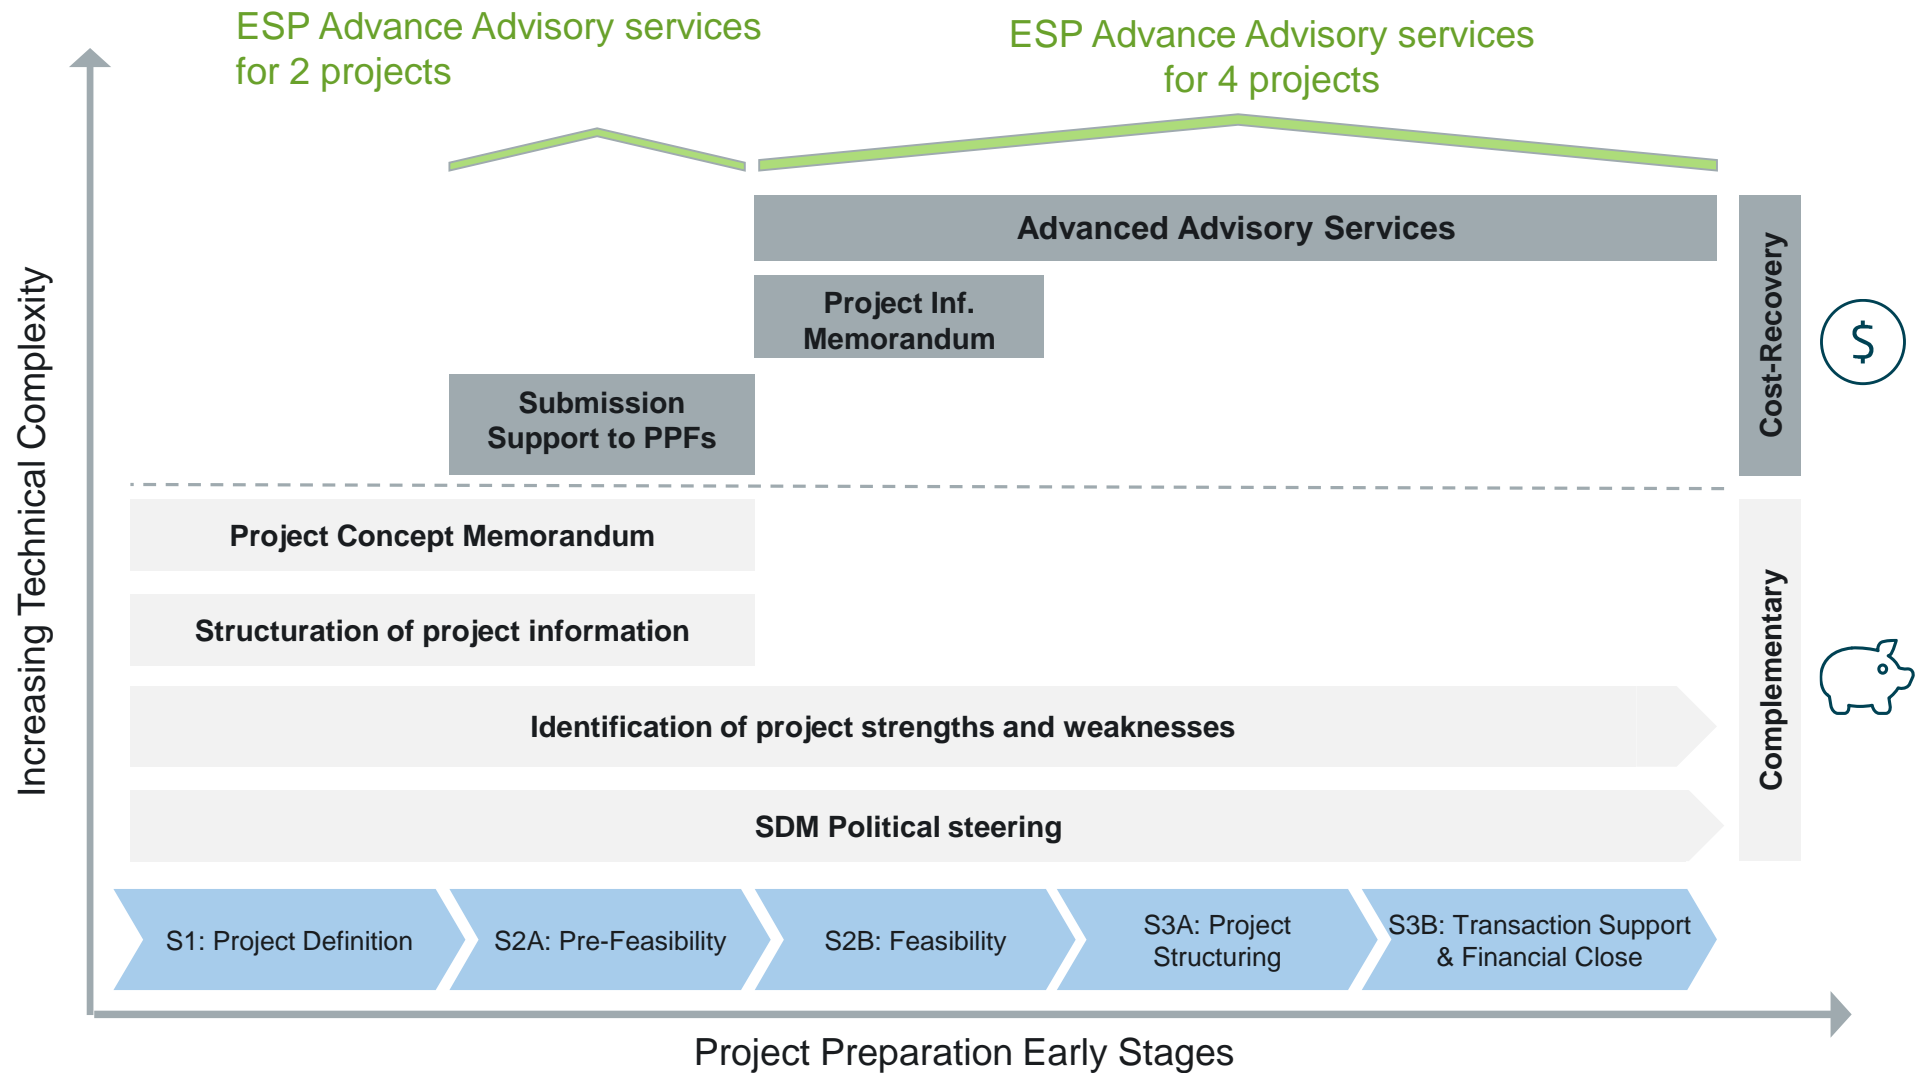 ESP Advance Advisory services
for 2 projects
ESP Advance Advisory services
for 4 projects
Increasing Technical Complexity
Advanced Advisory Services
Project Inf.
Memorandum
Submission
Support to PPFs
Cost-Recovery
$
Project Concept Memorandum
Structuration of project information
Identification of project strengths and weaknesses
SDM Political steering
Complementary
S1: Project Definition
S2A: Pre-Feasibility
S2B: Feasibility
S3A: Project
Structuring
S3B: Transaction Support
& Financial Close
Project Preparation Early Stages